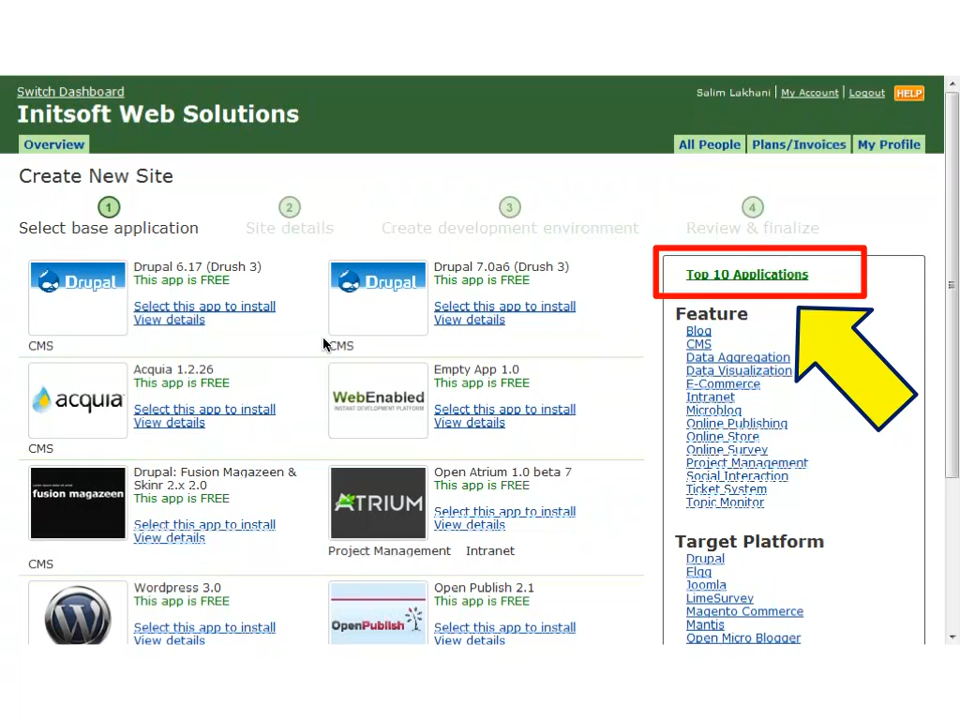 Switch Dashboard
Salim Lakhani | My Account | Logout HELP
Initsoft Web Solutions
Overview
All People Plans/Invoices My Profile
Create New Site
1 2 3 4
Select base application Site details Create development environment Review & finalize
Drupal
Drupal 6.17 (Drush 3)
This app is FREE
Select this app to install
View details
CMS
Drupal
Drupal 7.0a6 (Drush 3)
This app is FREE
Select this app to install
View details
CMS
acquia
Acquia 1.2.26
This app is FREE
Select this app to install
View details
CMS
WebEnabled
INSTANT DEVELOPMENT PLATFORM
Empty App 1.0
This app is FREE
Select this app to install
View details
fusion magazeen
Drupal: Fusion Magazeen &
Skinr 2.x 2.0
This app is FREE
Select this app to install
View details
CMS
ATRIUM
Open Atrium 1.0 beta 7
This app is FREE
Select this app to install
View details
Project Management Intranet
Wordpress 3.0
This app is FREE
Select this app to install
View details
OpenPublish
Open Publish 2.1
This app is FREE
Select this app to install
View details
Top 10 Applications
Feature
Blog
CMS
Data Aggregation
Data Visualization
E-Commerce
Intranet
Microblog
Online Publishing
Online Store
Online Survey
Project Management
Social Interaction
Ticket System
Topic Monitor
Target Platform
Drupal
Elgg
Joomla
LimeSurvey
Magento Commerce
Mantis
Open Micro Blogger